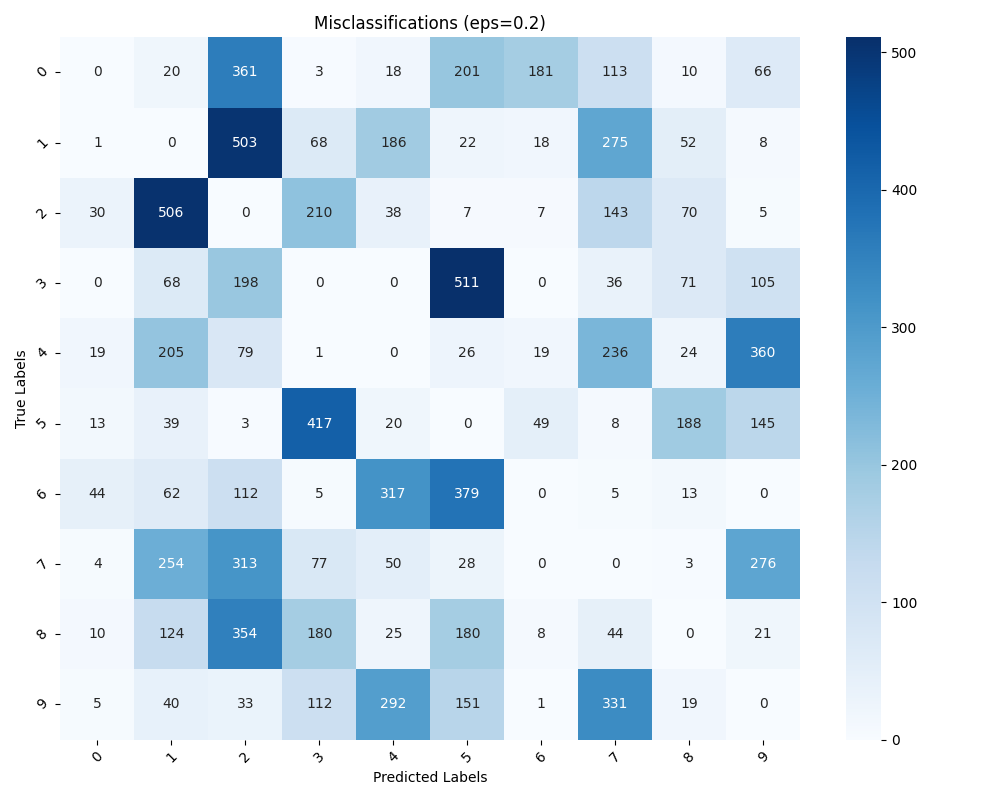 Misclassifications (eps=0.2)
True Labels
0 0 20 361 3 18 201 181 113 10 66
1 1 0 503 68 186 22 18 275 52 8
2 30 506 0 210 38 7 7 143 70 5
3 0 68 198 0 0 511 0 36 71 105
4 19 205 79 1 0 26 19 236 24 360
5 13 39 3 417 20 0 49 8 188 145
6 44 62 112 5 317 379 0 5 13 0
7 4 254 313 77 50 28 0 0 3 276
8 10 124 354 180 25 180 8 44 0 21
9 5 40 33 112 292 151 1 331 19 0
0 1 2 3 4 5 6 7 8 9
Predicted Labels
500
400
300
200
100
0